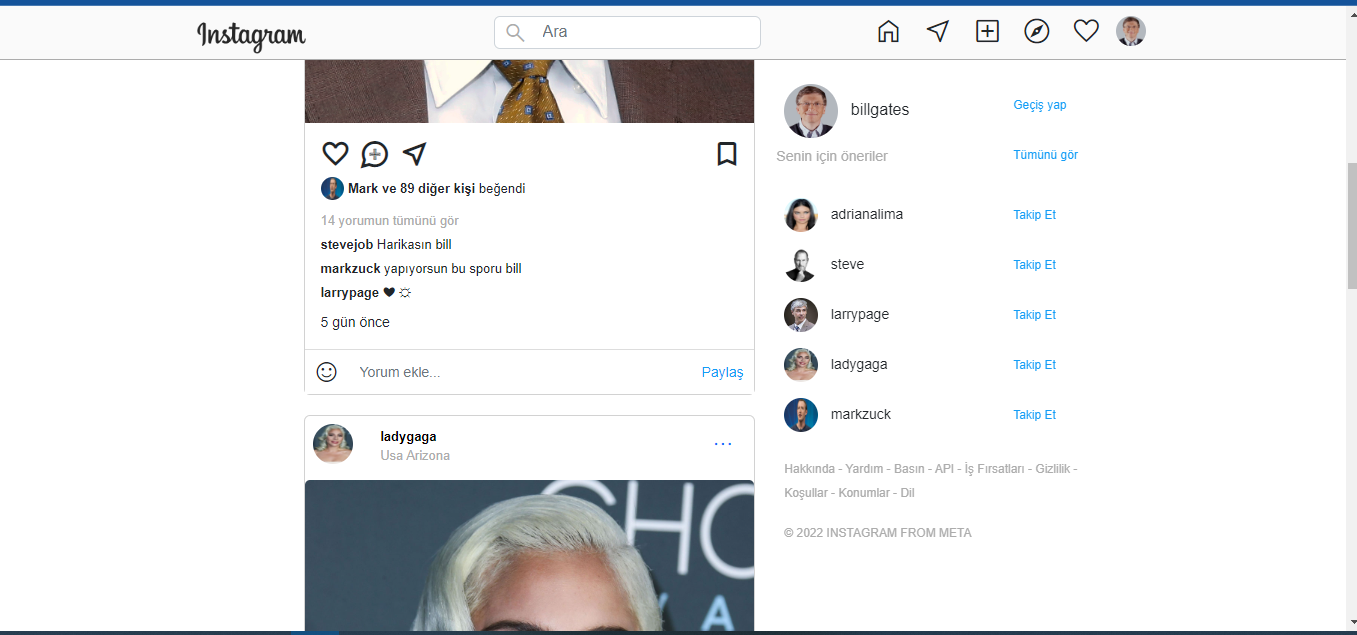 Instagram
Ara
Mark ve 89 diğer kişi beğendi
14 yorumun tümünü gör
stevejob Harikasın bill
markzuck yapıyorsun bu sporu bill
larrypage
5 gün önce
Yorum ekle...
Paylaş
ladygaga
Usa Arizona
CHO
Y A
billgates
Geçiş yap
Senin için öneriler
Tümünü gör
adrianalima
Takip Et
steve
Takip Et
larrypage
Takip Et
ladygaga
Takip Et
markzuck
Takip Et
Hakkında - Yardım - Basın - API - İş Fırsatları - Gizlilik -
Koşullar - Konumlar - Dil
© 2022 INSTAGRAM FROM META